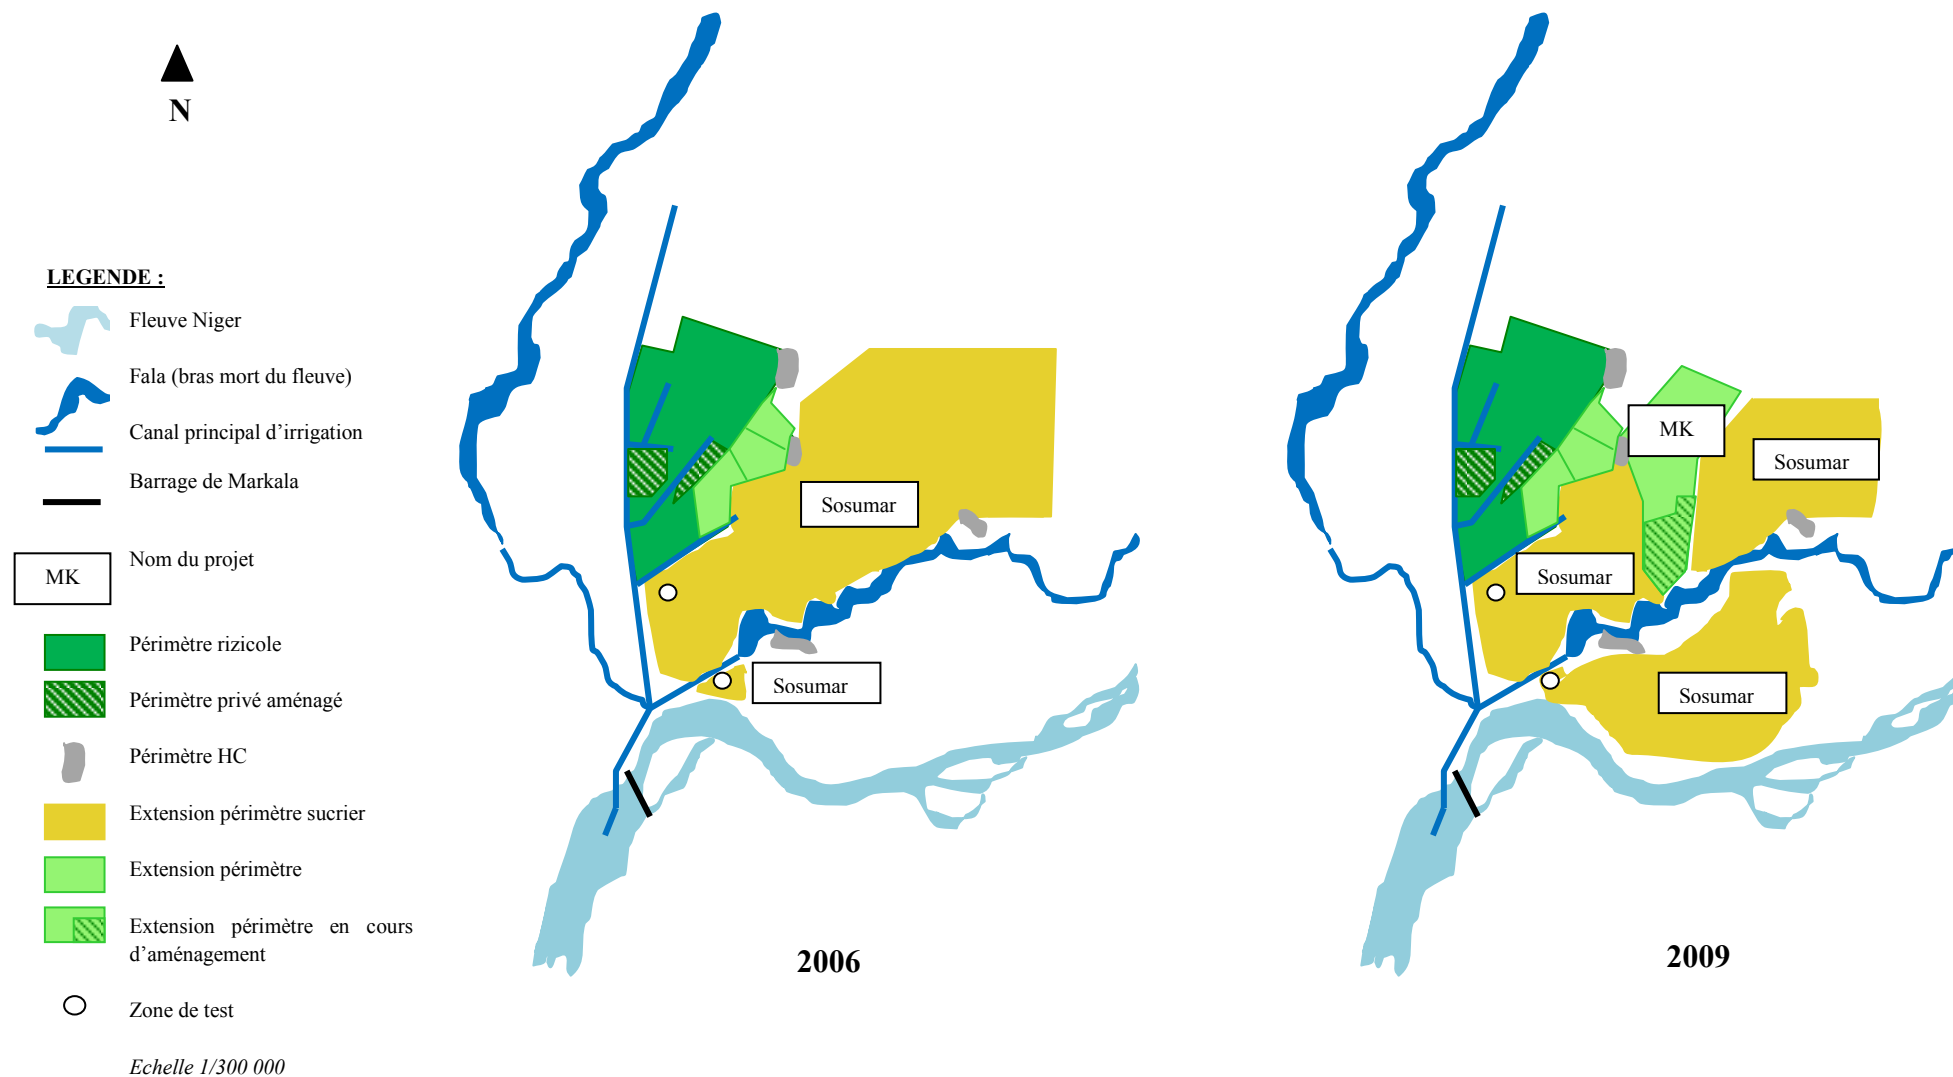 N
LEGENDE :
Fleuve Niger
Fala (bras mort du fleuve)
Canal principal d'irrigation
Barrage de Markala
MK
Nom du projet
Périmètre rizicole
Périmètre privé aménagé
Périmètre HC
Extension périmètre sucrier
Extension périmètre
Extension périmètre en cours
d'aménagement
Zone de test
Echelle 1/300 000
Sosumar
Sosumar
2006
MK
Sosumar
Sosumar
Sosumar
2009